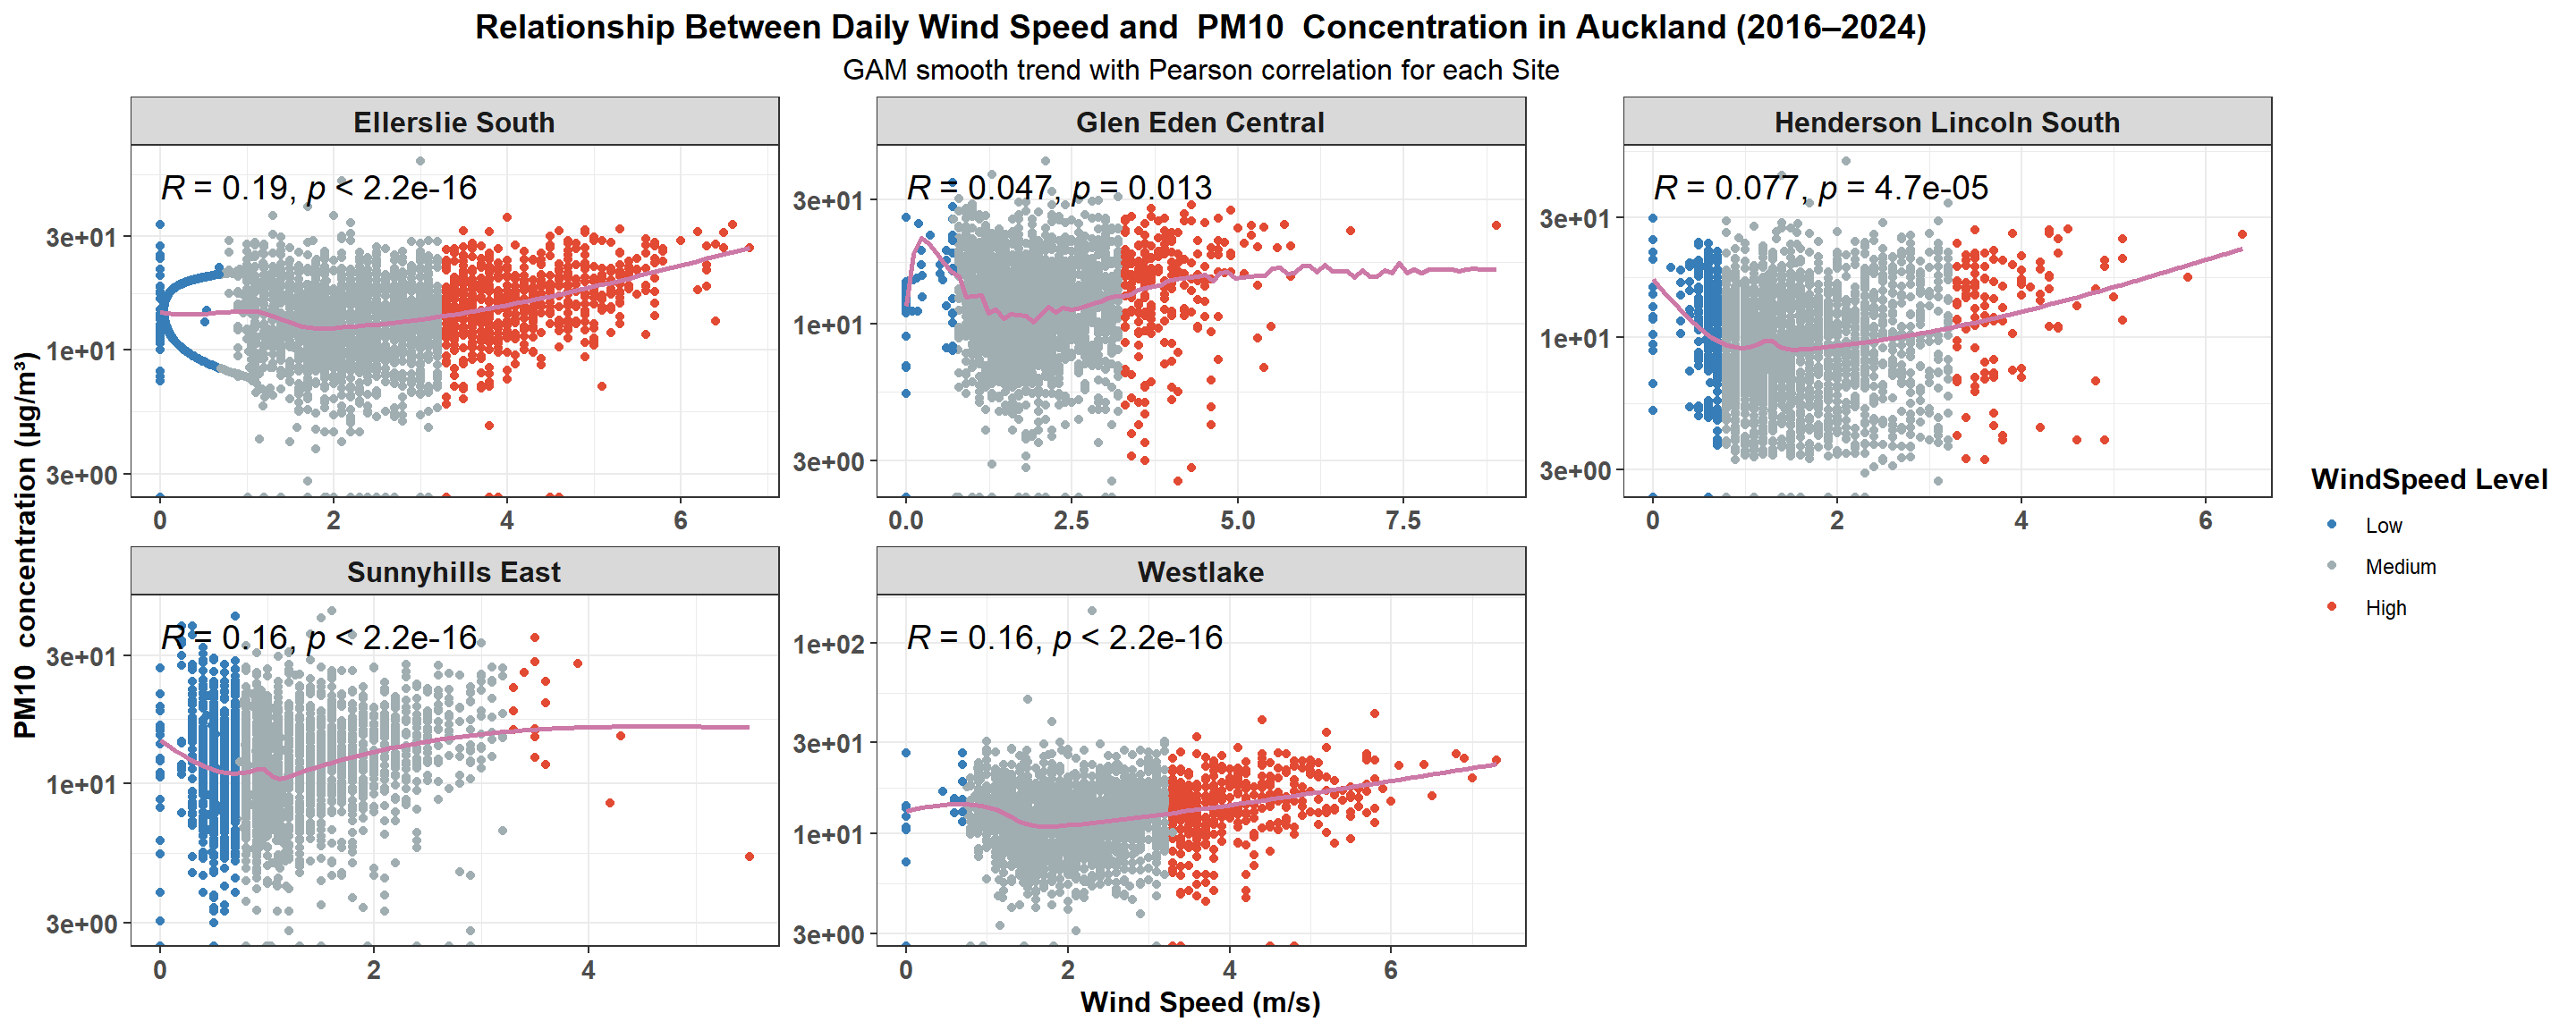 Relationship Between Daily Wind Speed and  PM10  Concentration in Auckland (2016–2024)
GAM smooth trend with Pearson correlation for each Site
PM10  concentration (µg/m³)
Ellerslie South
R = 0.19, p < 2.2e-16
3e+01
1e+01
3e+00
0 2 4 6
Glen Eden Central
R = 0.047, p = 0.013
3e+01
1e+01
3e+00
0.0 2.5 5.0 7.5
Henderson Lincoln South
R = 0.077, p = 4.7e-05
3e+01
1e+01
3e+00
0 2 4 6
Sunnyhills East
R = 0.16, p < 2.2e-16
3e+01
1e+01
3e+00
0 2 4
Westlake
R = 0.16, p < 2.2e-16
1e+02
3e+01
1e+01
3e+00
0 2 4 6
Wind Speed (m/s)
WindSpeed Level
Low
Medium
High